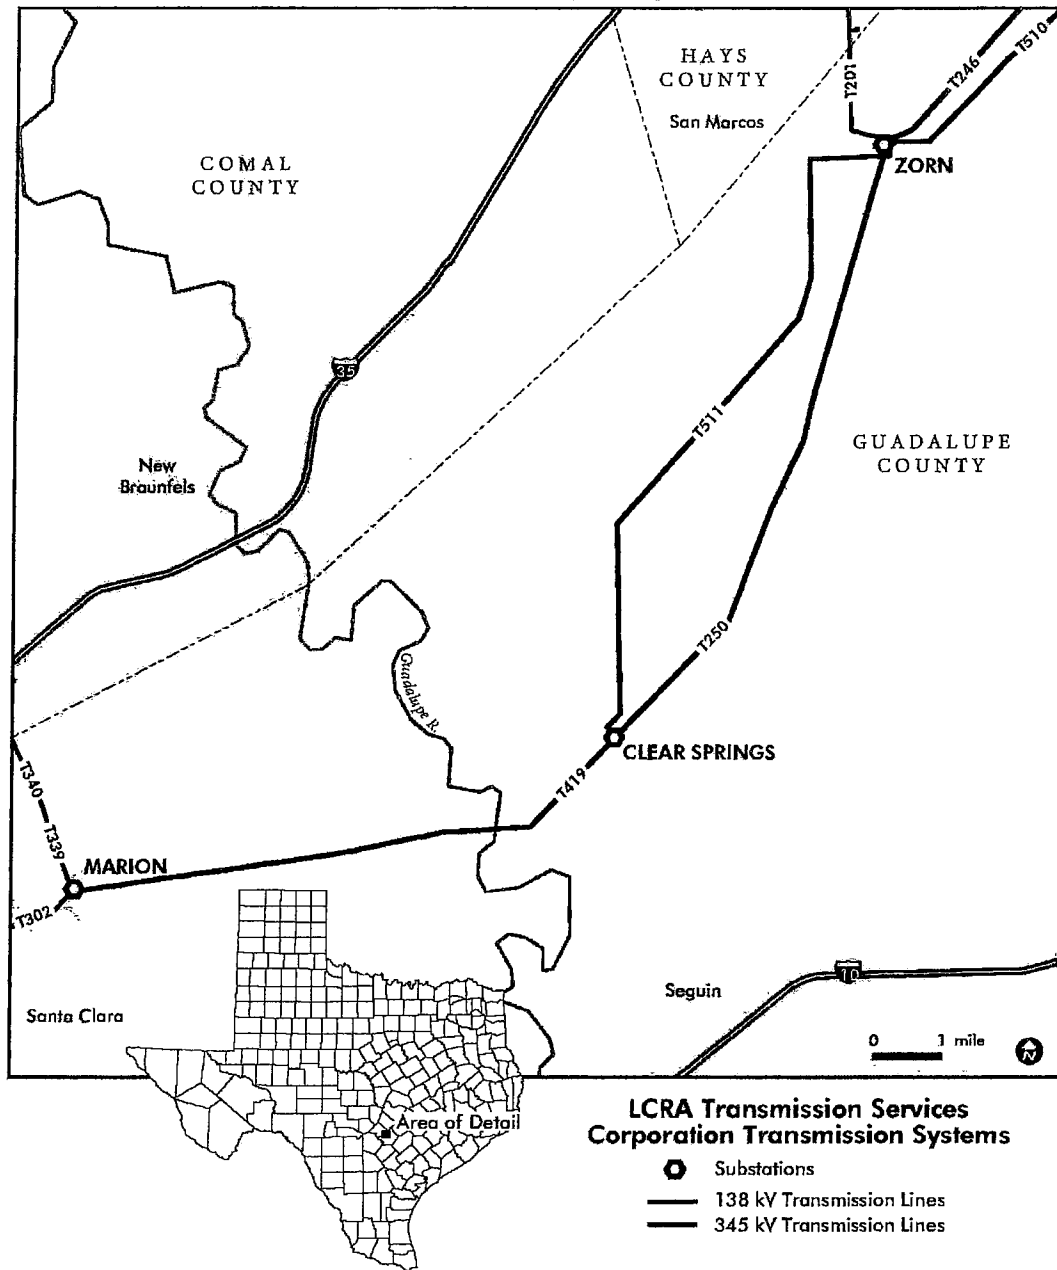 HAYS
COUNTY
San Marcos
T201
T246
T510
ZORN
COMAL
COUNTY
35
T511
GUADALUPE
COUNTY
New
Braunfels
T250
Guadalupe R.
CLEAR SPRINGS
T419
T340
T339
MARION
T302
Santa Clara
Seguin
10
0 1 mile
N
Area of Detail
LCRA Transmission Services
Corporation Transmission Systems
Substations
138 kV Transmission Lines
345 kV Transmission Lines